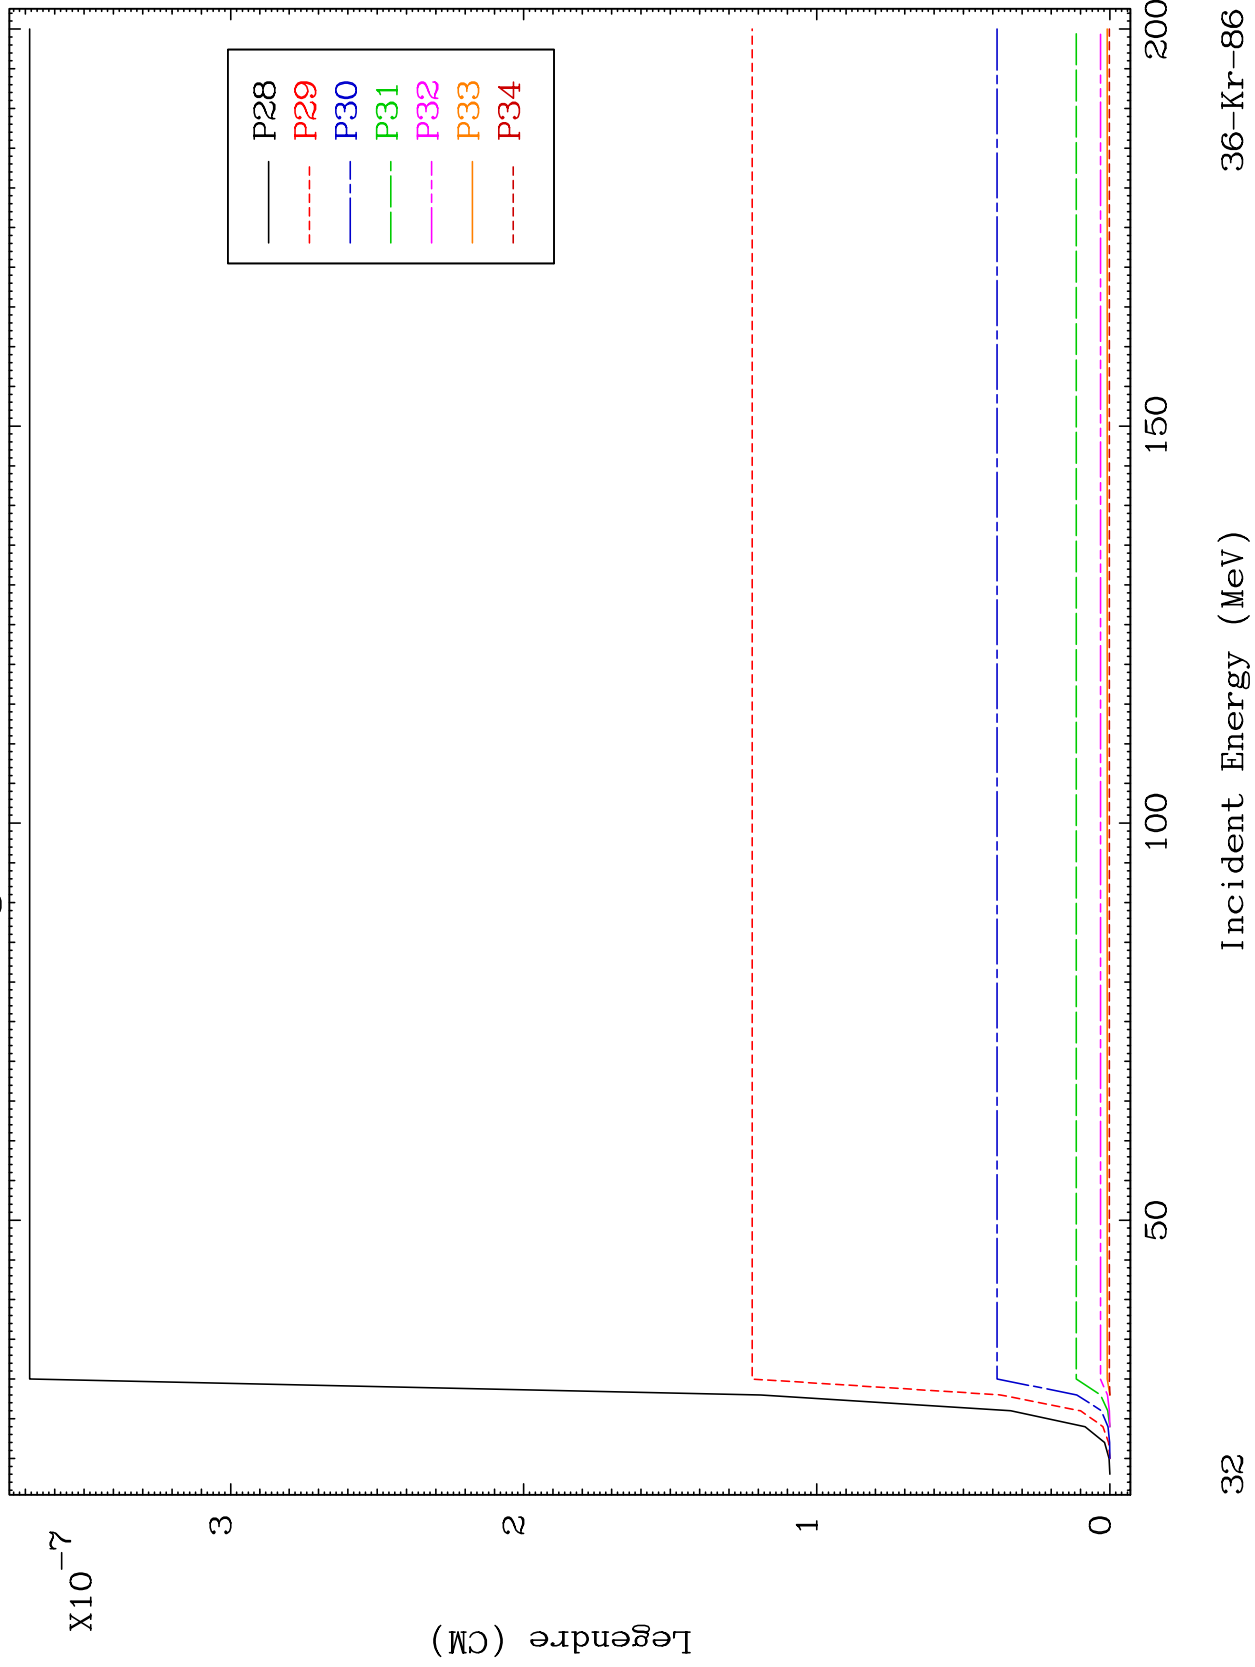 X10-7
3
2
1
0
Legendre (CM)
P28
P29
P30
P31
P32
P33
P34
50
100
150
200
Incident Energy (MeV)
32
36-Kr-86